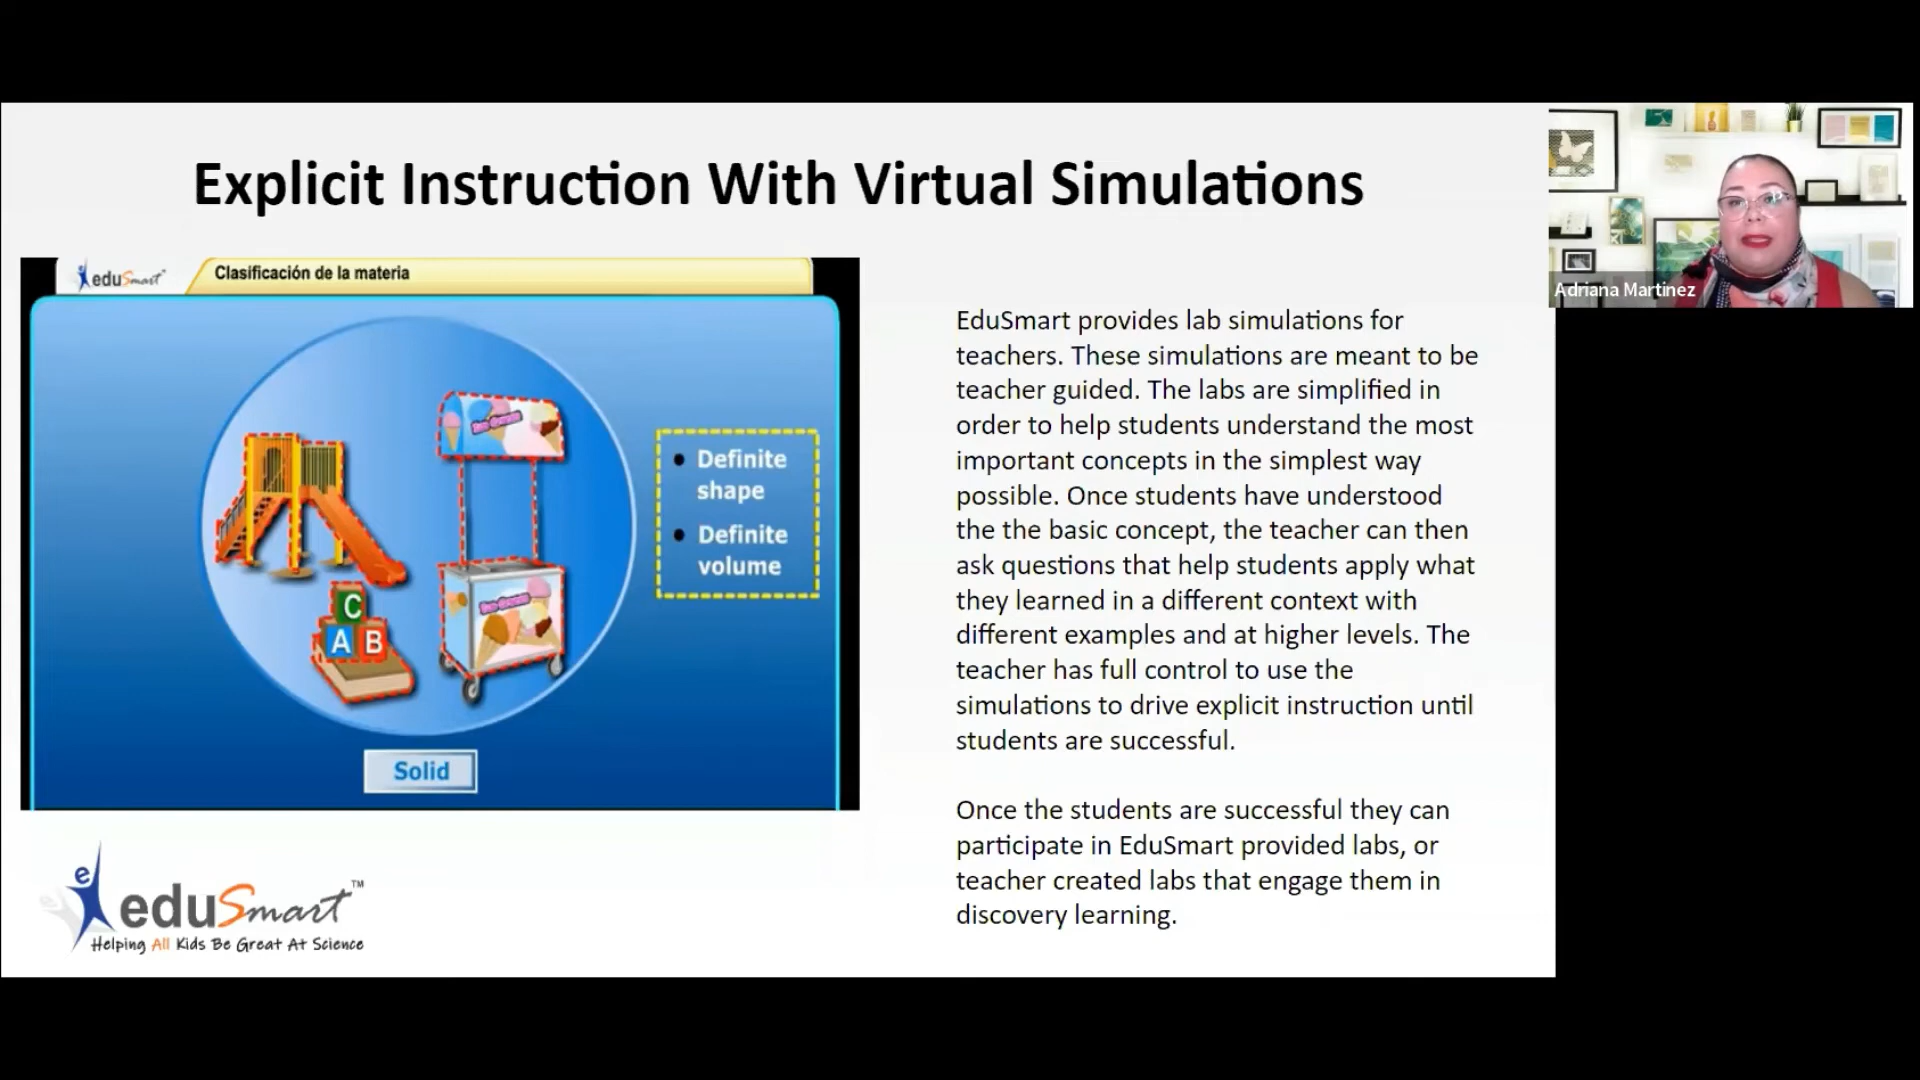 Explicit Instruction With Virtual Simulations
eduSmart
Clasificación de la materia
Ice Cream
Ice Cream
C
A B
Definite
shape
Definite
volume
Solid
EduSmart provides lab simulations for
teachers. These simulations are meant to be
teacher guided. The labs are simplified in
order to help students understand the most
important concepts in the simplest way
possible. Once students have understood
the the basic concept, the teacher can then
ask questions that help students apply what
they learned in a different context with
different examples and at higher levels. The
teacher has full control to use the
simulations to drive explicit instruction until
students are successful.
Once the students are successful they can
participate in EduSmart provided labs, or
teacher created labs that engage them in
discovery learning.
e
eduSmart™
Helping All Kids Be Great At Science
Adriana Martinez